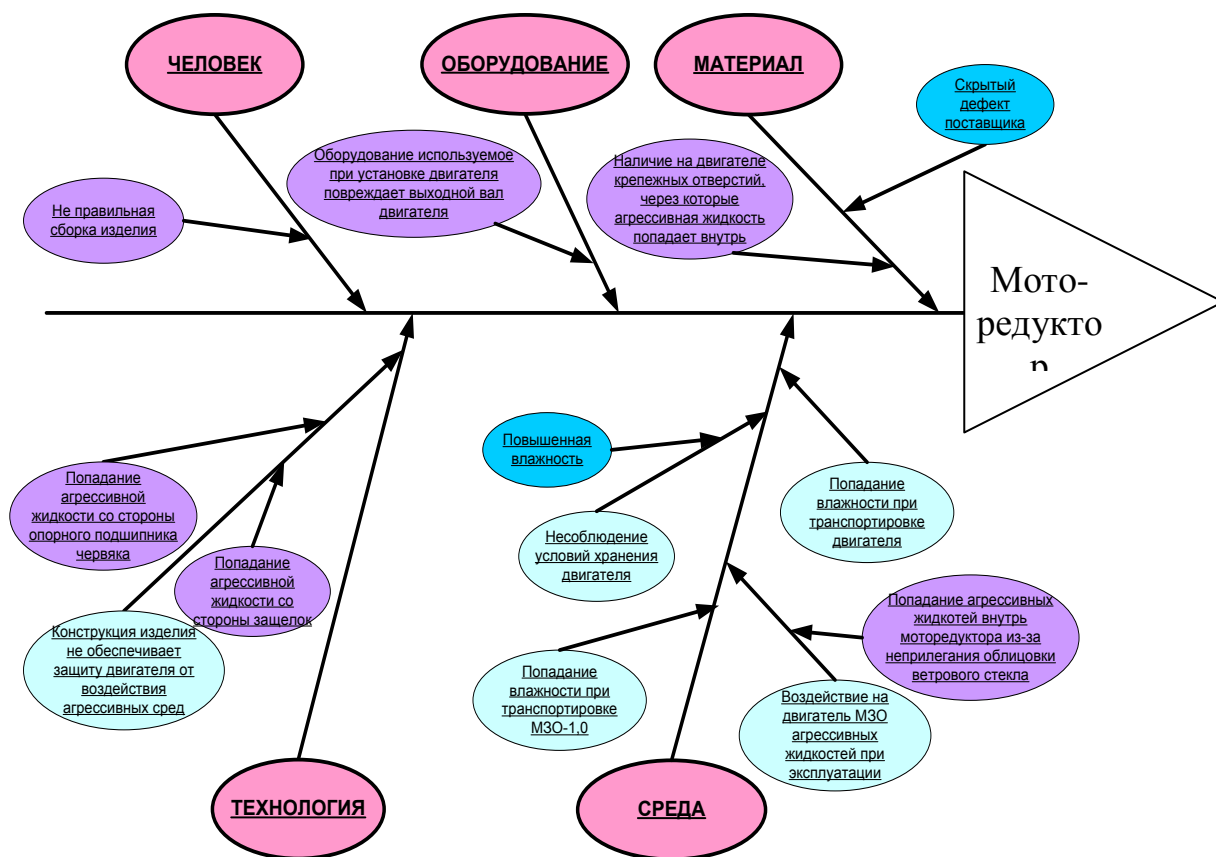 ЧЕЛОВЕК
ОБОРУДОВАНИЕ
МАТЕРИАЛ
Скрытый
дефект
поставщика
Оборудование используемое
при установке двигателя
повреждает выходной вал
двигателя
Наличие на двигателе
крепежных отверстий,
через которые
агрессивная жидкость
попадает внутрь
Не правильная
сборка изделия
Мото-
редукто
р
Повышенная
влажность
Попадание
агрессивной
жидкости со стороны
опорного подшипника
червяка
Попадание
влажности при
транспортировке
двигателя
Несоблюдение
условий хранения
двигателя
Попадание
агрессивной
жидкости со
стороны защелок
Попадание агрессивных
жидкотей внутрь
моторедуктора из-за
неприлегания облицовки
ветрового стекла
Конструкция изделия
не обеспечивает
защиту двигателя от
воздействия
агрессивных сред
Попадание
влажности при
транспортировке
МЗО-1,0
Воздействие на
двигатель МЗО
агрессивных
жидкостей при
эксплуатации
ТЕХНОЛОГИЯ
СРЕДА